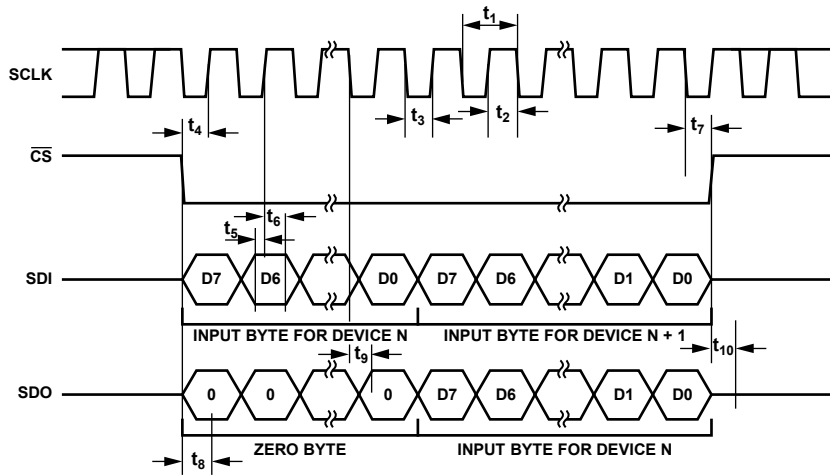 t1
SCLK
t4
t3
t2
t7
CS
t6
t5
SDI
D7 D6 D0 D7 D6 D1 D0
INPUT BYTE FOR DEVICE N INPUT BYTE FOR DEVICE N + 1
t9
t10
SDO
0 0 0 D7 D6 D1 D0
ZERO BYTE INPUT BYTE FOR DEVICE N
t8